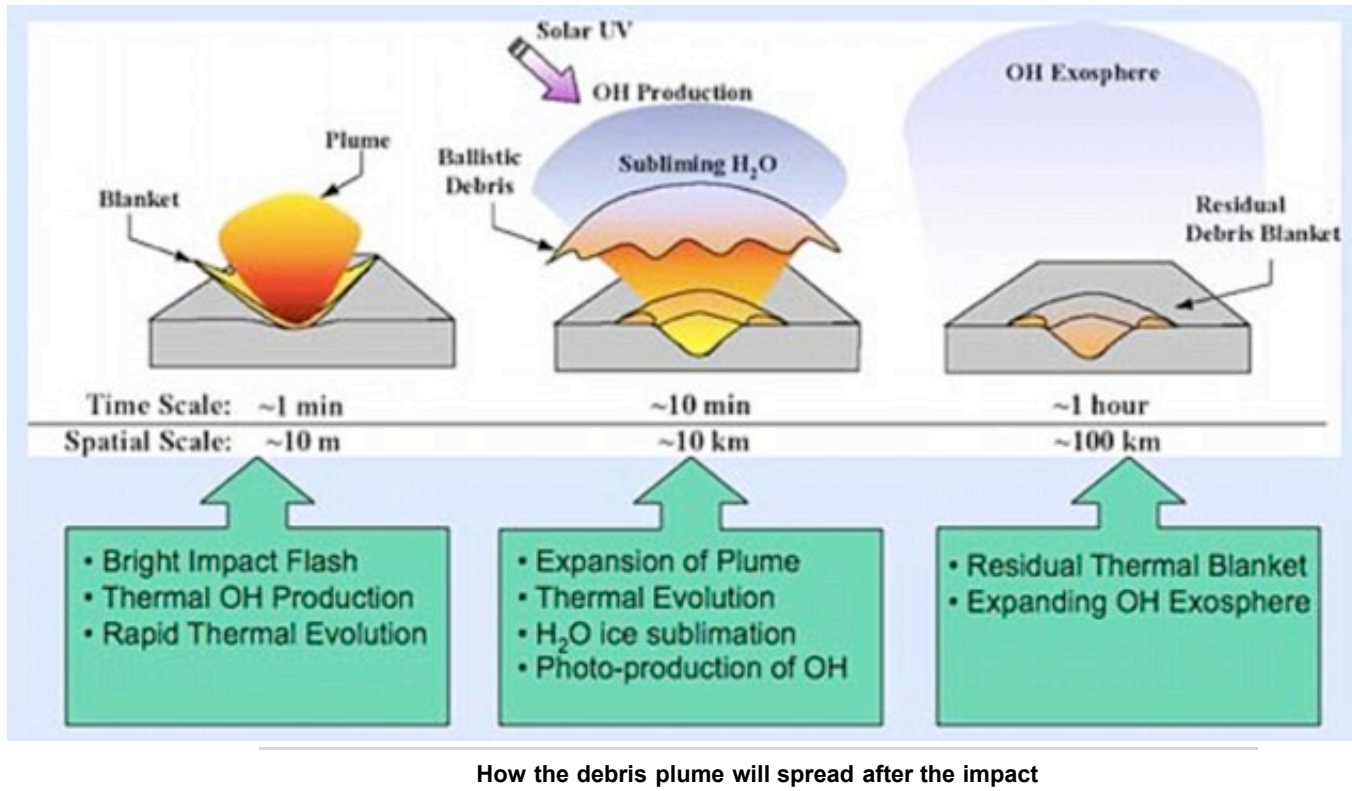 Solar UV
OH Production
OH Exosphere
Plume
Ballistic
Debris
Subliming H₂O
Blanket
Residual
Debris Blanket
Time Scale: ~1 min ~10 min ~1 hour
Spatial Scale: ~10 m ~10 km ~100 km
• Bright Impact Flash
• Thermal OH Production
• Rapid Thermal Evolution
• Expansion of Plume
• Thermal Evolution
• H₂O ice sublimation
• Photo-production of OH
• Residual Thermal Blanket
• Expanding OH Exosphere
How the debris plume will spread after the impact